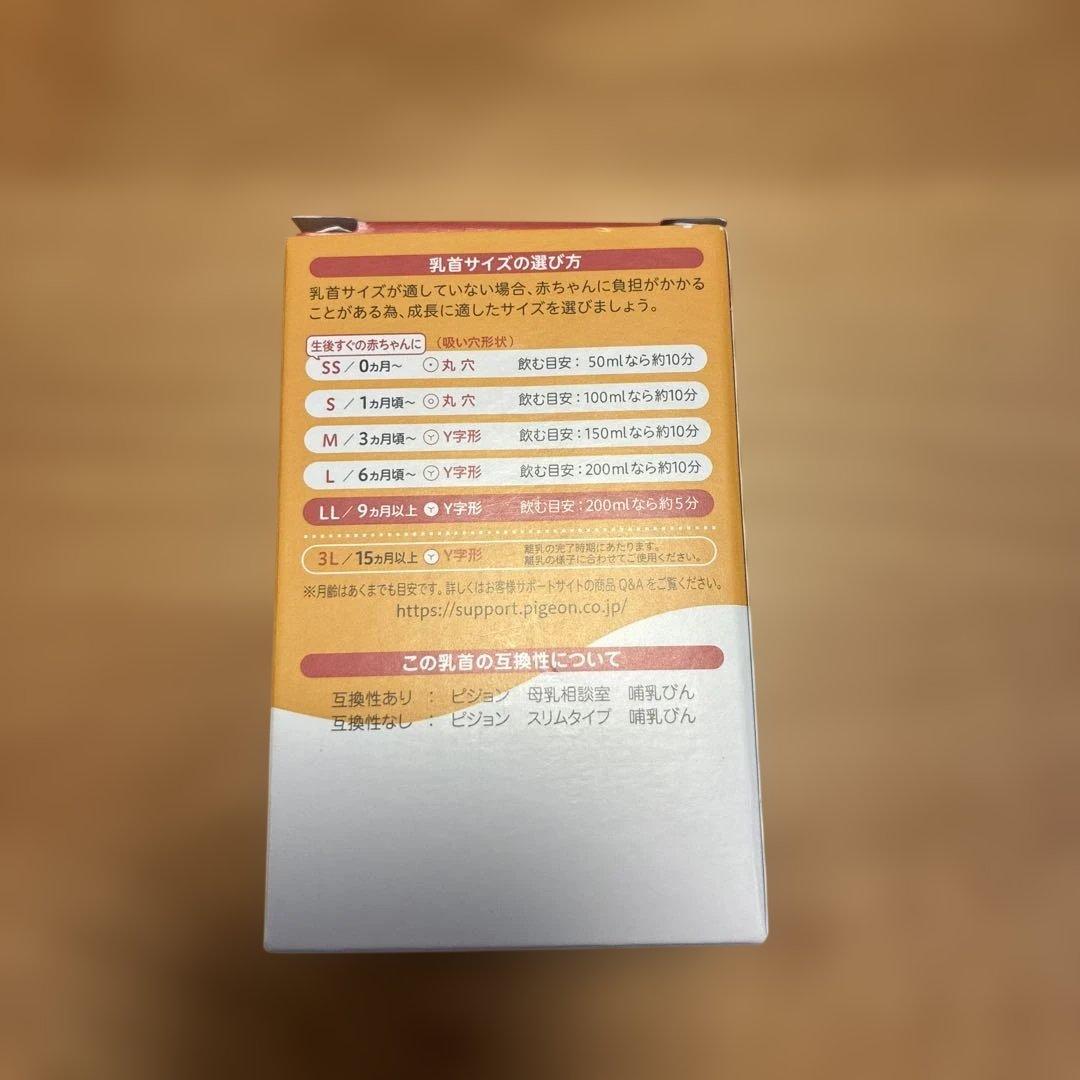 乳首サイズの選び方
乳首サイズが適していない場合、赤ちゃんに負担がかかる
ことがある為、成長に適したサイズを選びましょう。
生後すぐの赤ちゃんに (吸い穴形状)
SS/0ヵ月~ 丸穴 飲む目安：50mlなら約10分
S/1ヵ月頃~ 丸穴 飲む目安：100mlなら約10分
M/3ヵ月頃~ Y字形 飲む目安：150mlなら約10分
L/6ヵ月頃~ Y字形 飲む目安：200mlなら約10分
LL/9ヵ月以上 Y字形 飲む目安：200mlなら約5分
3L/15ヵ月以上 Y字形 離乳の完了時期にあたります。
離乳の様子に合わせてご使用ください。
※月齢はあくまでも目安です。詳しくはお客様サポートサイトの商品 Q&A をご覧ください。
https://support.pigeon.co.jp/
この乳首の互換性について
互換性あり ： ピジョン 母乳相談室 哺乳びん
互換性なし ： ピジョン スリムタイプ 哺乳びん